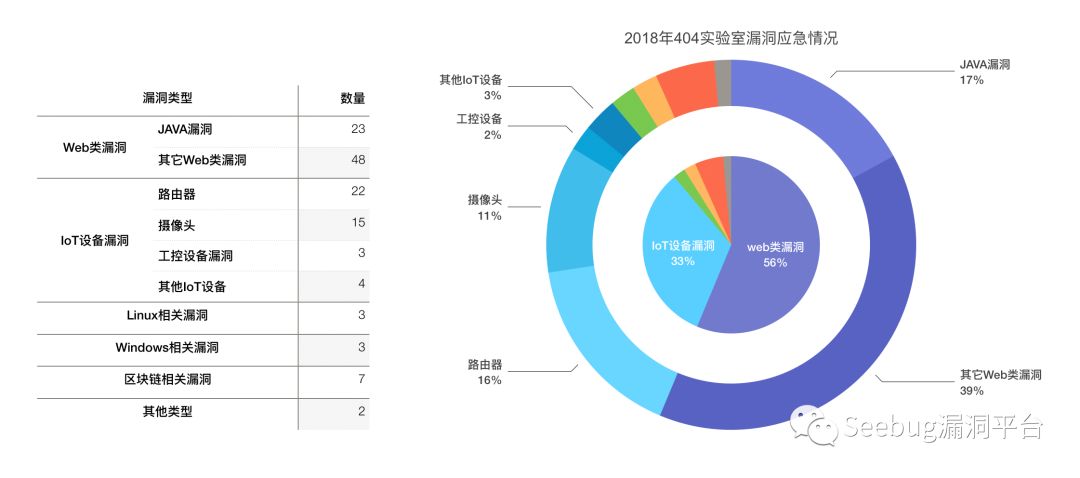 2018年404实验室漏洞应急情况
漏洞类型 数量
Web类漏洞
JAVA漏洞 23
其它Web类漏洞 48
IoT设备漏洞
路由器 22
摄像头 15
工控设备漏洞 3
其他IoT设备 4
Linux相关漏洞 3
Windows相关漏洞 3
区块链相关漏洞 7
其他类型 2
JAVA漏洞
17%
其他IoT设备
3%
工控设备
2%
摄像头
11%
IoT设备漏洞
33%
web类漏洞
56%
路由器
16%
其它Web类漏洞
39%
Seebug漏洞平台